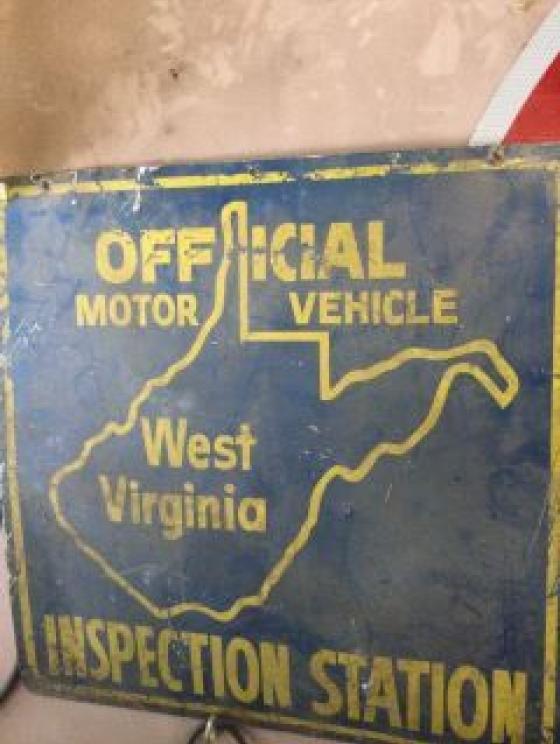 OFFICIAL
MOTOR VEHICLE
West
Virginia
INSPECTION STATION